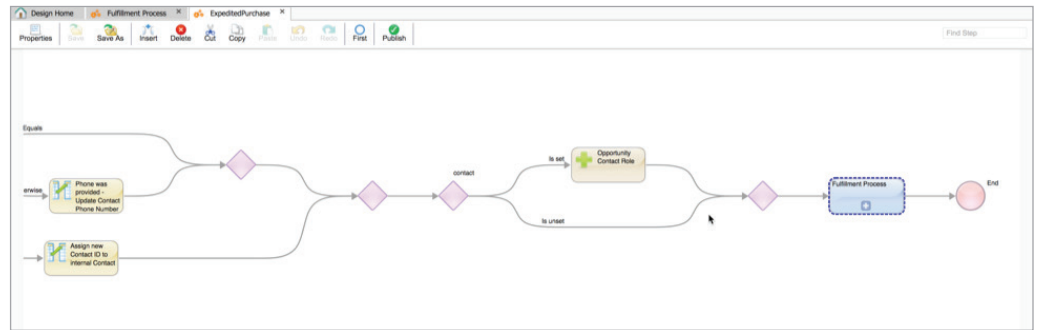 Design Home Fulfillment Process × ExpeditedPurchase ×
Properties Save Save As Insert Delete Cut Copy Paste Undo Redo First Publish Find Step
Equals
erwise
Phone was
provided -
Update Contact
Phone Number
Assign new
Contact ID to
internal Contact
contact
Is set
Opportunity
Contact Role
Is unset
Fulfillment Process
End